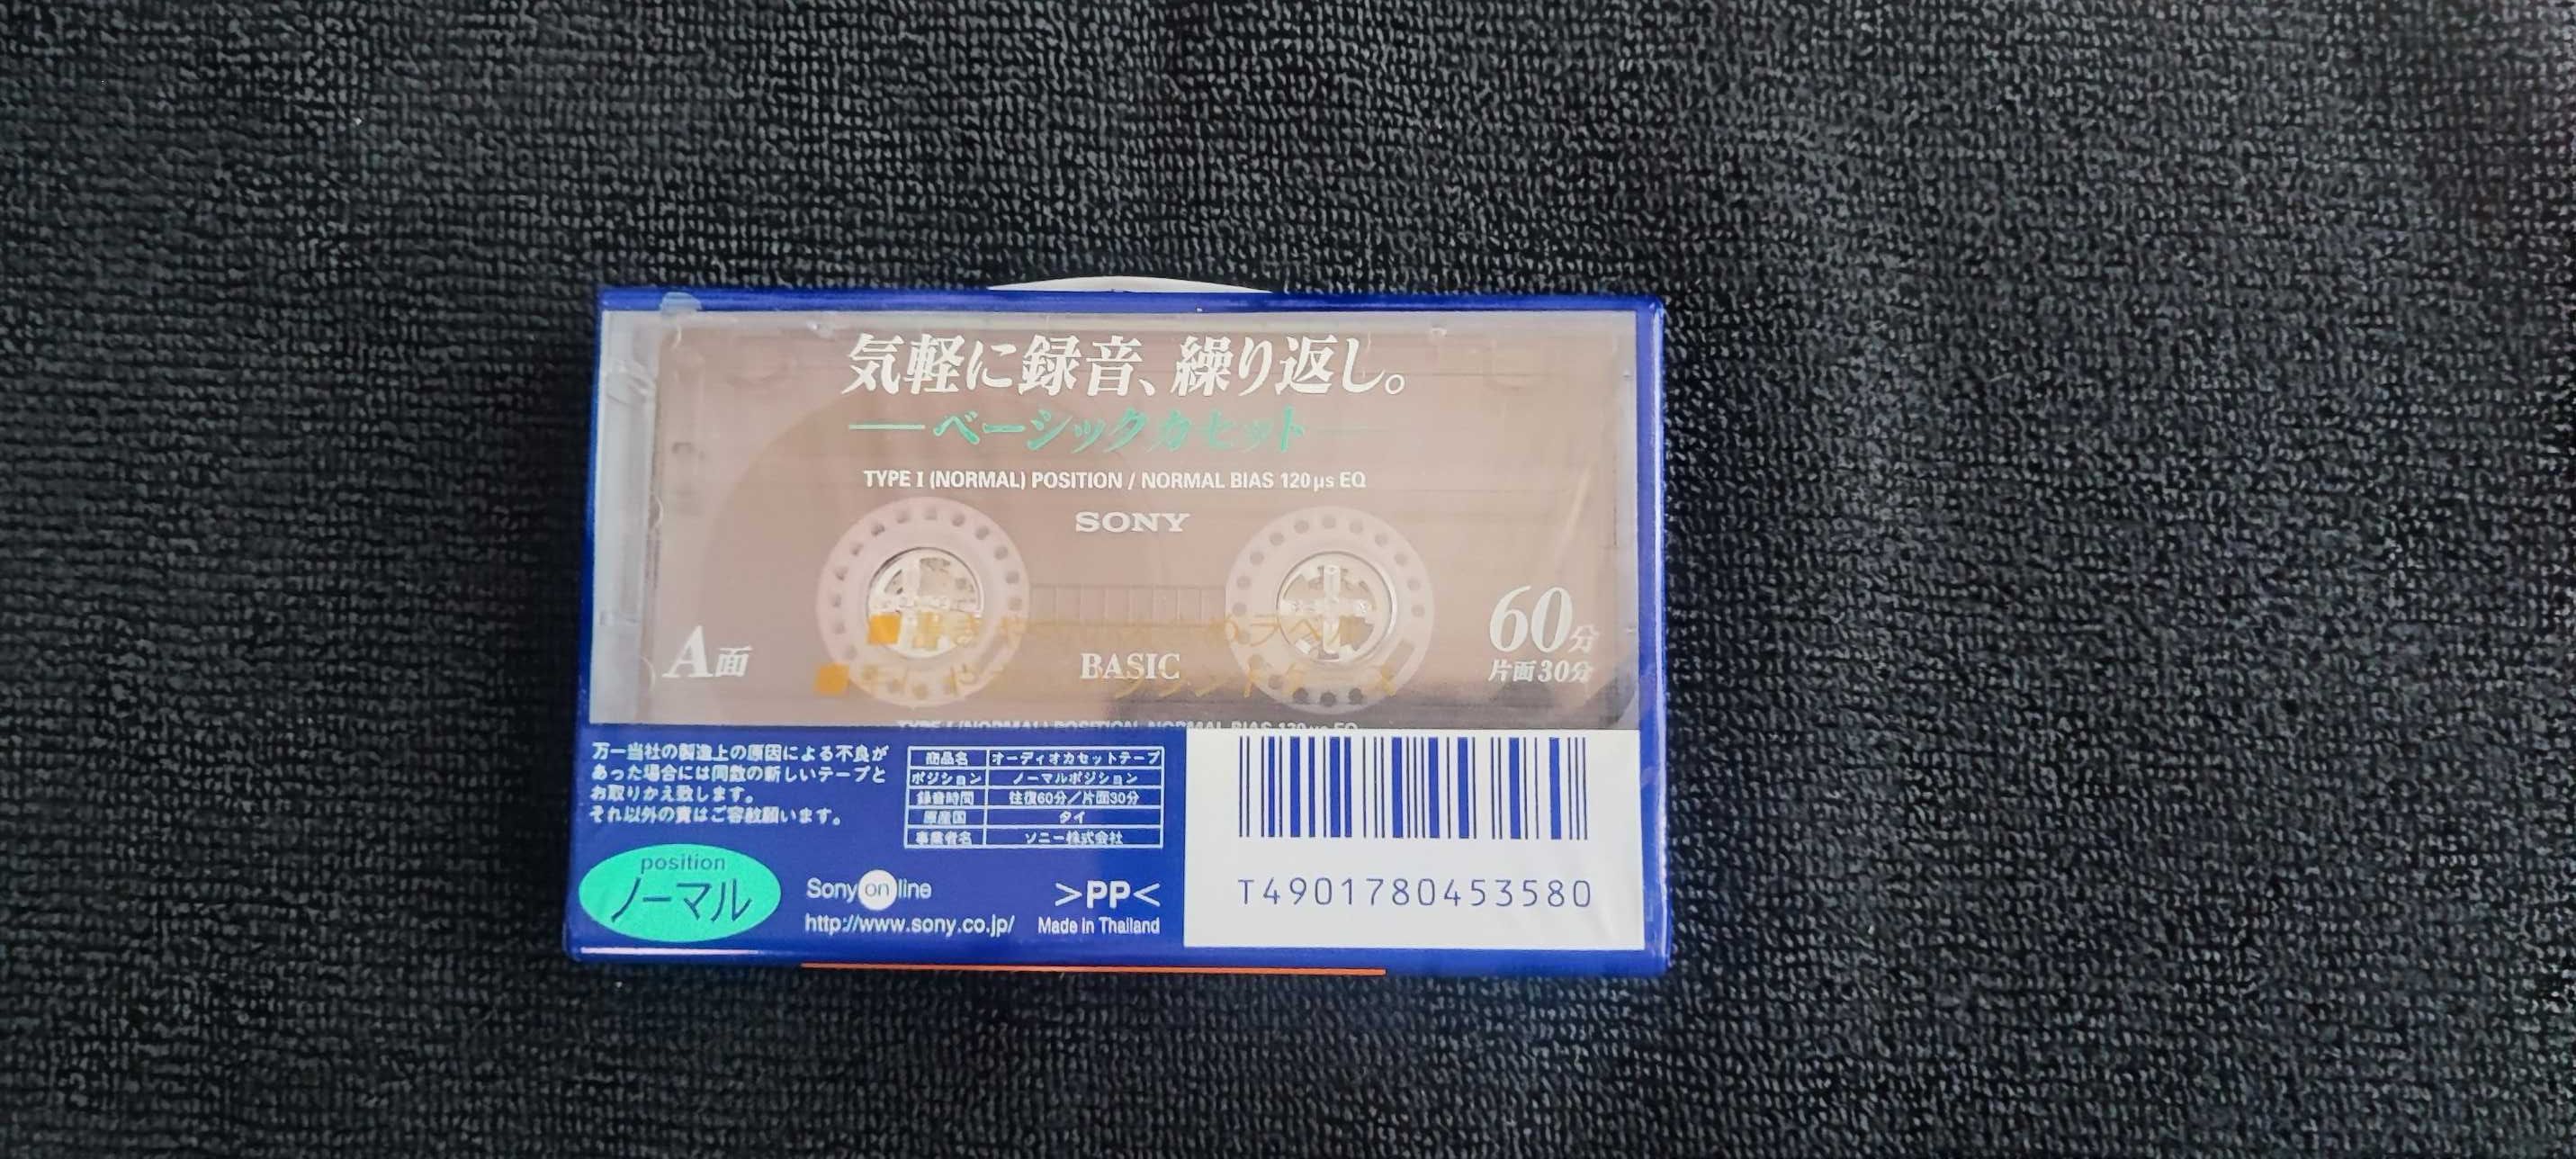 気軽に録音、繰り返し。
ベーシックカセット
TYPE I (NORMAL) POSITION / NORMAL BIAS 120μs EQ
SONY
60分
A面
BASIC
片面30分
TYPE I (NORMAL) POSITION NORMAL BIAS 120μs EQ
万一当社の製造上の原因による不良が
あった場合には同数の新しいテープと
お取りかえ致します。
それ以外の責はご容赦願います。
商品名 オーディオカセットテープ
ポジション ノーマルポジション
録音時間 往復60分/片面30分
原産国 タイ
事業者名 ソニー株式会社
position
ノーマル
Sony on line
http://www.sony.co.jp/
>PP<
Made in Thailand
T4901780453580